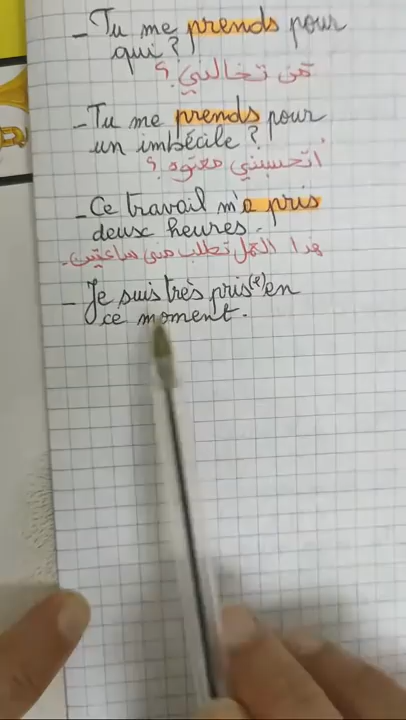 - Tu me prends pour
qui ?
من تخالني ؟
- Tu me prends pour
un imbécile ?
أتحسبني معتوه ؟
- Ce travail m'a pris
deux heures.
هذا العمل تطلب مني ساعتين.
- Je suis très pris(e) en
ce moment.